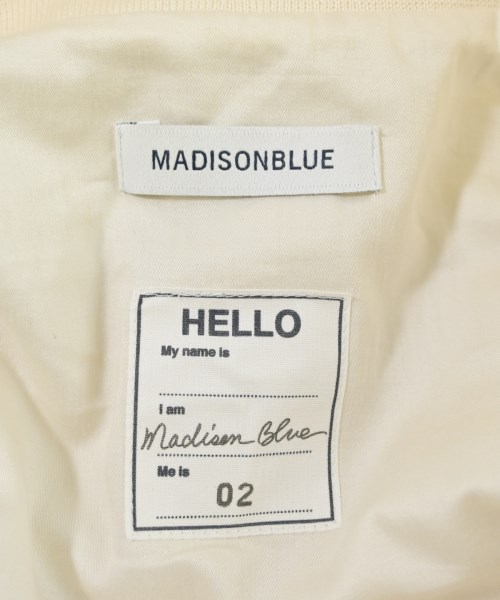 MADISONBLUE
HELLO
My name is
I am
Madison Blue
Me is
02